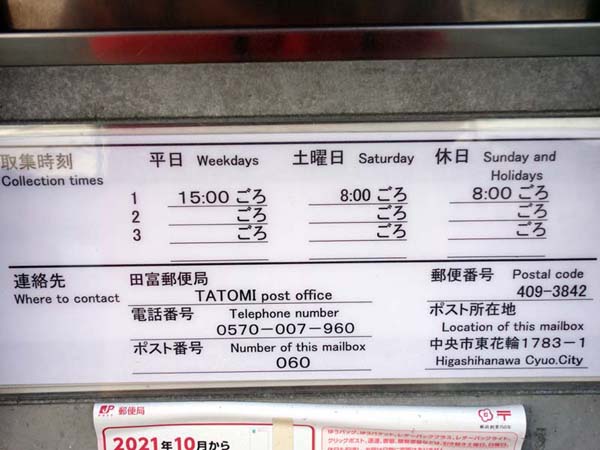 取集時刻 平日 Weekdays 土曜日 Saturday 休日 Sunday and
Collection times Holidays
1 15:00 ごろ 8:00 ごろ 8:00 ごろ
2 ごろ ごろ ごろ
3 ごろ ごろ ごろ
連絡先 田富郵便局 郵便番号 Postal code
Where to contact TATOMI post office 409-3842
電話番号 Telephone number ポスト所在地
0570-007-960 Location of this mailbox
ポスト番号 Number of this mailbox 中央市東花輪1783-1
060 Higashihanawa Cyuo.City
JP 郵便局 〒
2021年10月から